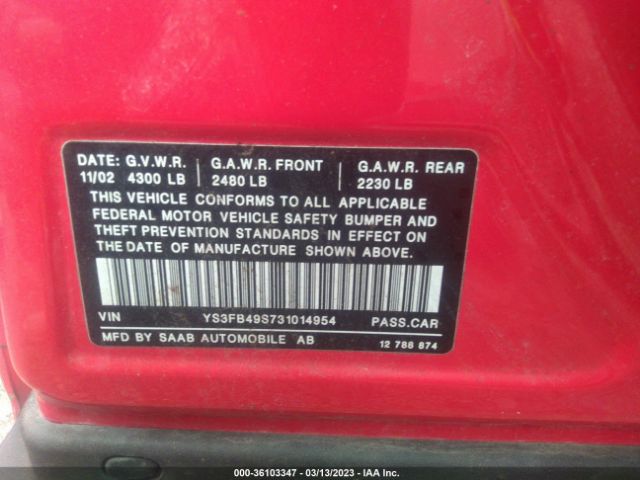 DATE: G.V.W.R. G.A.W.R. FRONT G.A.W.R. REAR
11/02 4300 LB 2480 LB 2230 LB
THIS VEHICLE CONFORMS TO ALL APPLICABLE
FEDERAL MOTOR VEHICLE SAFETY BUMPER AND
THEFT PREVENTION STANDARDS IN EFFECT ON
THE DATE OF MANUFACTURE SHOWN ABOVE.
VIN YS3FB49S731014954 PASS.CAR
MFD BY SAAB AUTOMOBILE AB 12 786 874
000-36103347 - 03/13/2023 - IAA Inc.